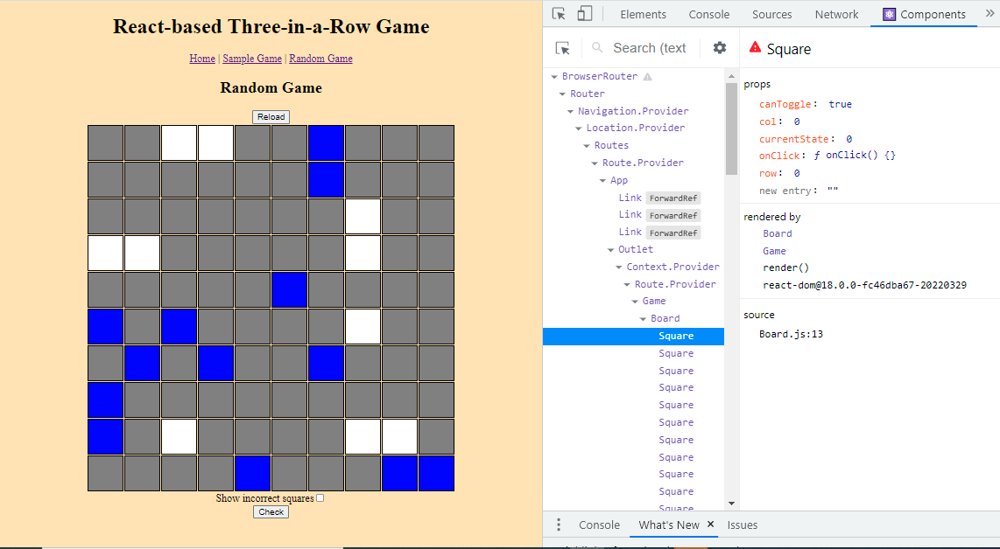 React-based Three-in-a-Row Game
Home | Sample Game | Random Game
Random Game
Reload
Show incorrect squares
Check
Elements Console Sources Network Components »
Search (text
BrowserRouter
Router
Navigation.Provider
Location.Provider
Routes
Route.Provider
App
Link ForwardRef
Link ForwardRef
Link ForwardRef
Outlet
Context.Provider
Route.Provider
Game
Board
Square
Square
Square
Square
Square
Square
Square
Square
Square
Square
Square
Square
props
canToggle: true
col: 0
currentState: 0
onClick: ƒ onClick() {}
row: 0
new entry: ""
rendered by
Board
Game
render()
react-dom@18.0.0-fc46dba67-20220329
source
Board.js:13
Console What's New × Issues